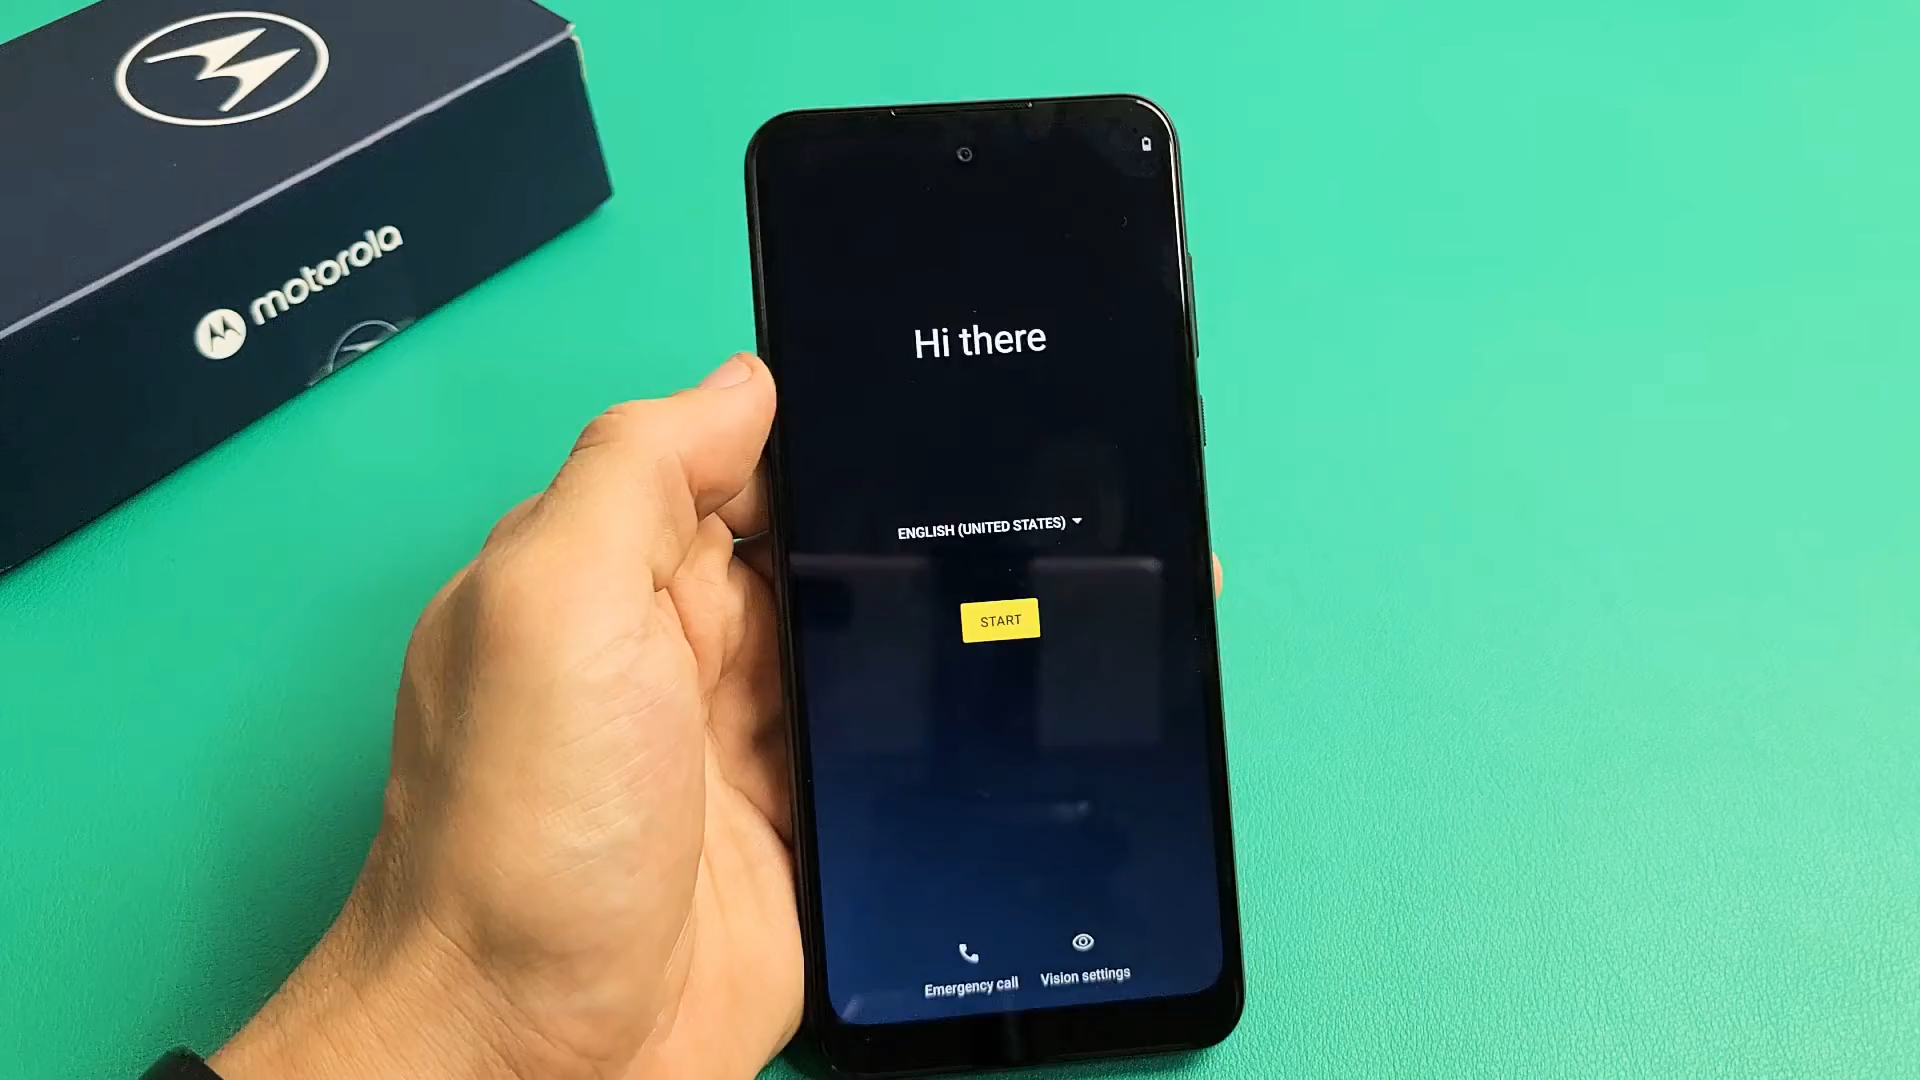 motorola
Hi there
ENGLISH (UNITED STATES)
START
Emergency call
Vision settings